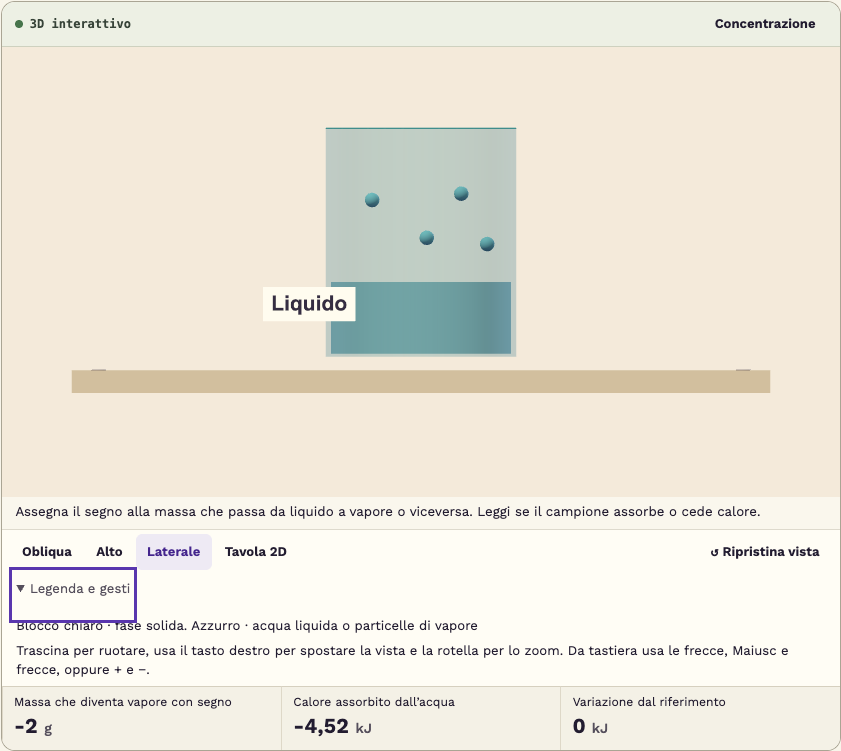 3D interattivo
Concentrazione
Liquido
Assegna il segno alla massa che passa da liquido a vapore o viceversa. Leggi se il campione assorbe o cede calore.
Obliqua Alto Laterale Tavola 2D ↺ Ripristina vista
▼ Legenda e gesti
Blocco chiaro · fase solida. Azzurro · acqua liquida o particelle di vapore
Trascina per ruotare, usa il tasto destro per spostare la vista e la rotella per lo zoom. Da tastiera usa le frecce, Maiusc e
frecce, oppure + e −.
Massa che diventa vapore con segno
-2 g
Calore assorbito dall’acqua
-4,52 kJ
Variazione dal riferimento
0 kJ